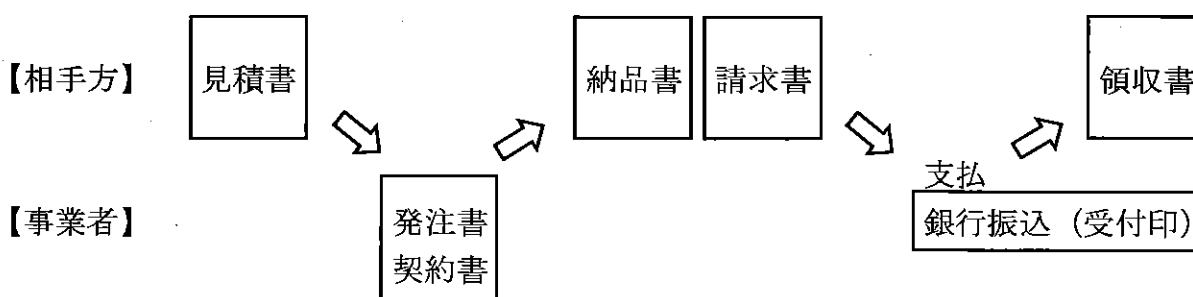 【相手方】 見積書 納品書 請求書 領収書
支払
【事業者】 発注書 銀行振込（受付印）
契約書